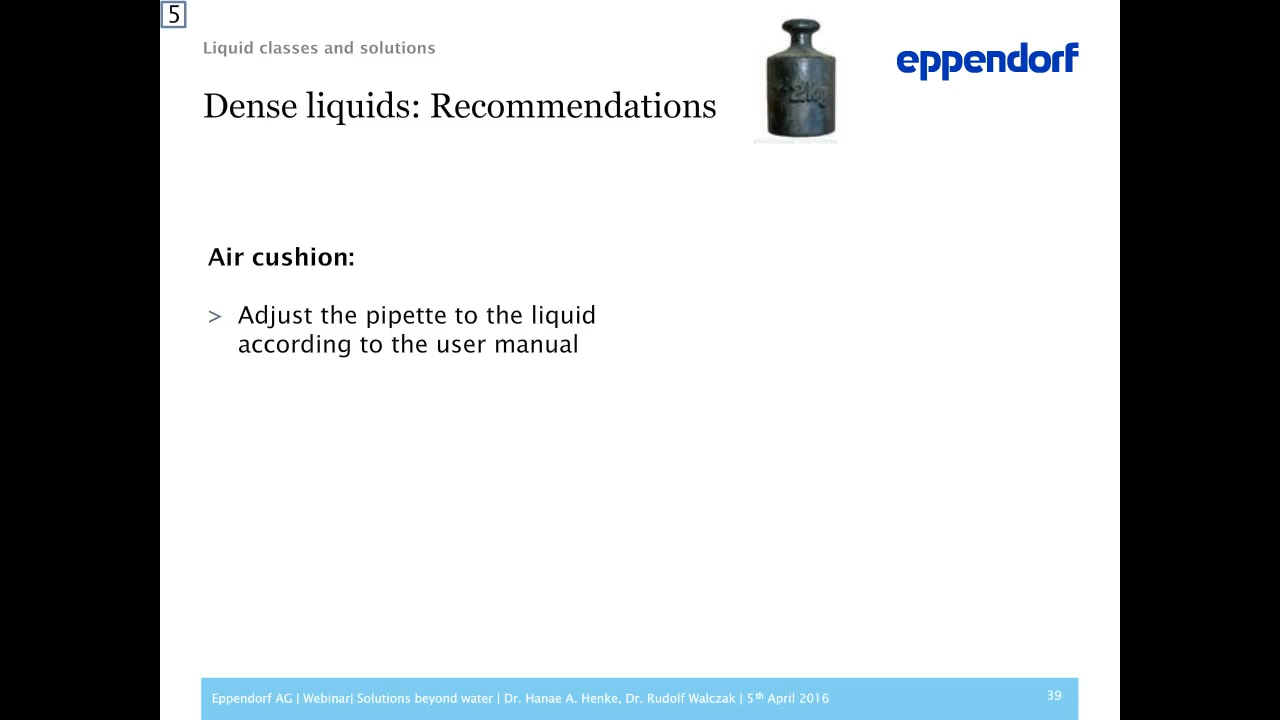 5
Liquid classes and solutions
eppendorf
Dense liquids: Recommendations
2kg
Air cushion:
> Adjust the pipette to the liquid
according to the user manual
Eppendorf AG | Webinar| Solutions beyond water | Dr. Hanae A. Henke, Dr. Rudolf Walczak | 5th April 2016
39